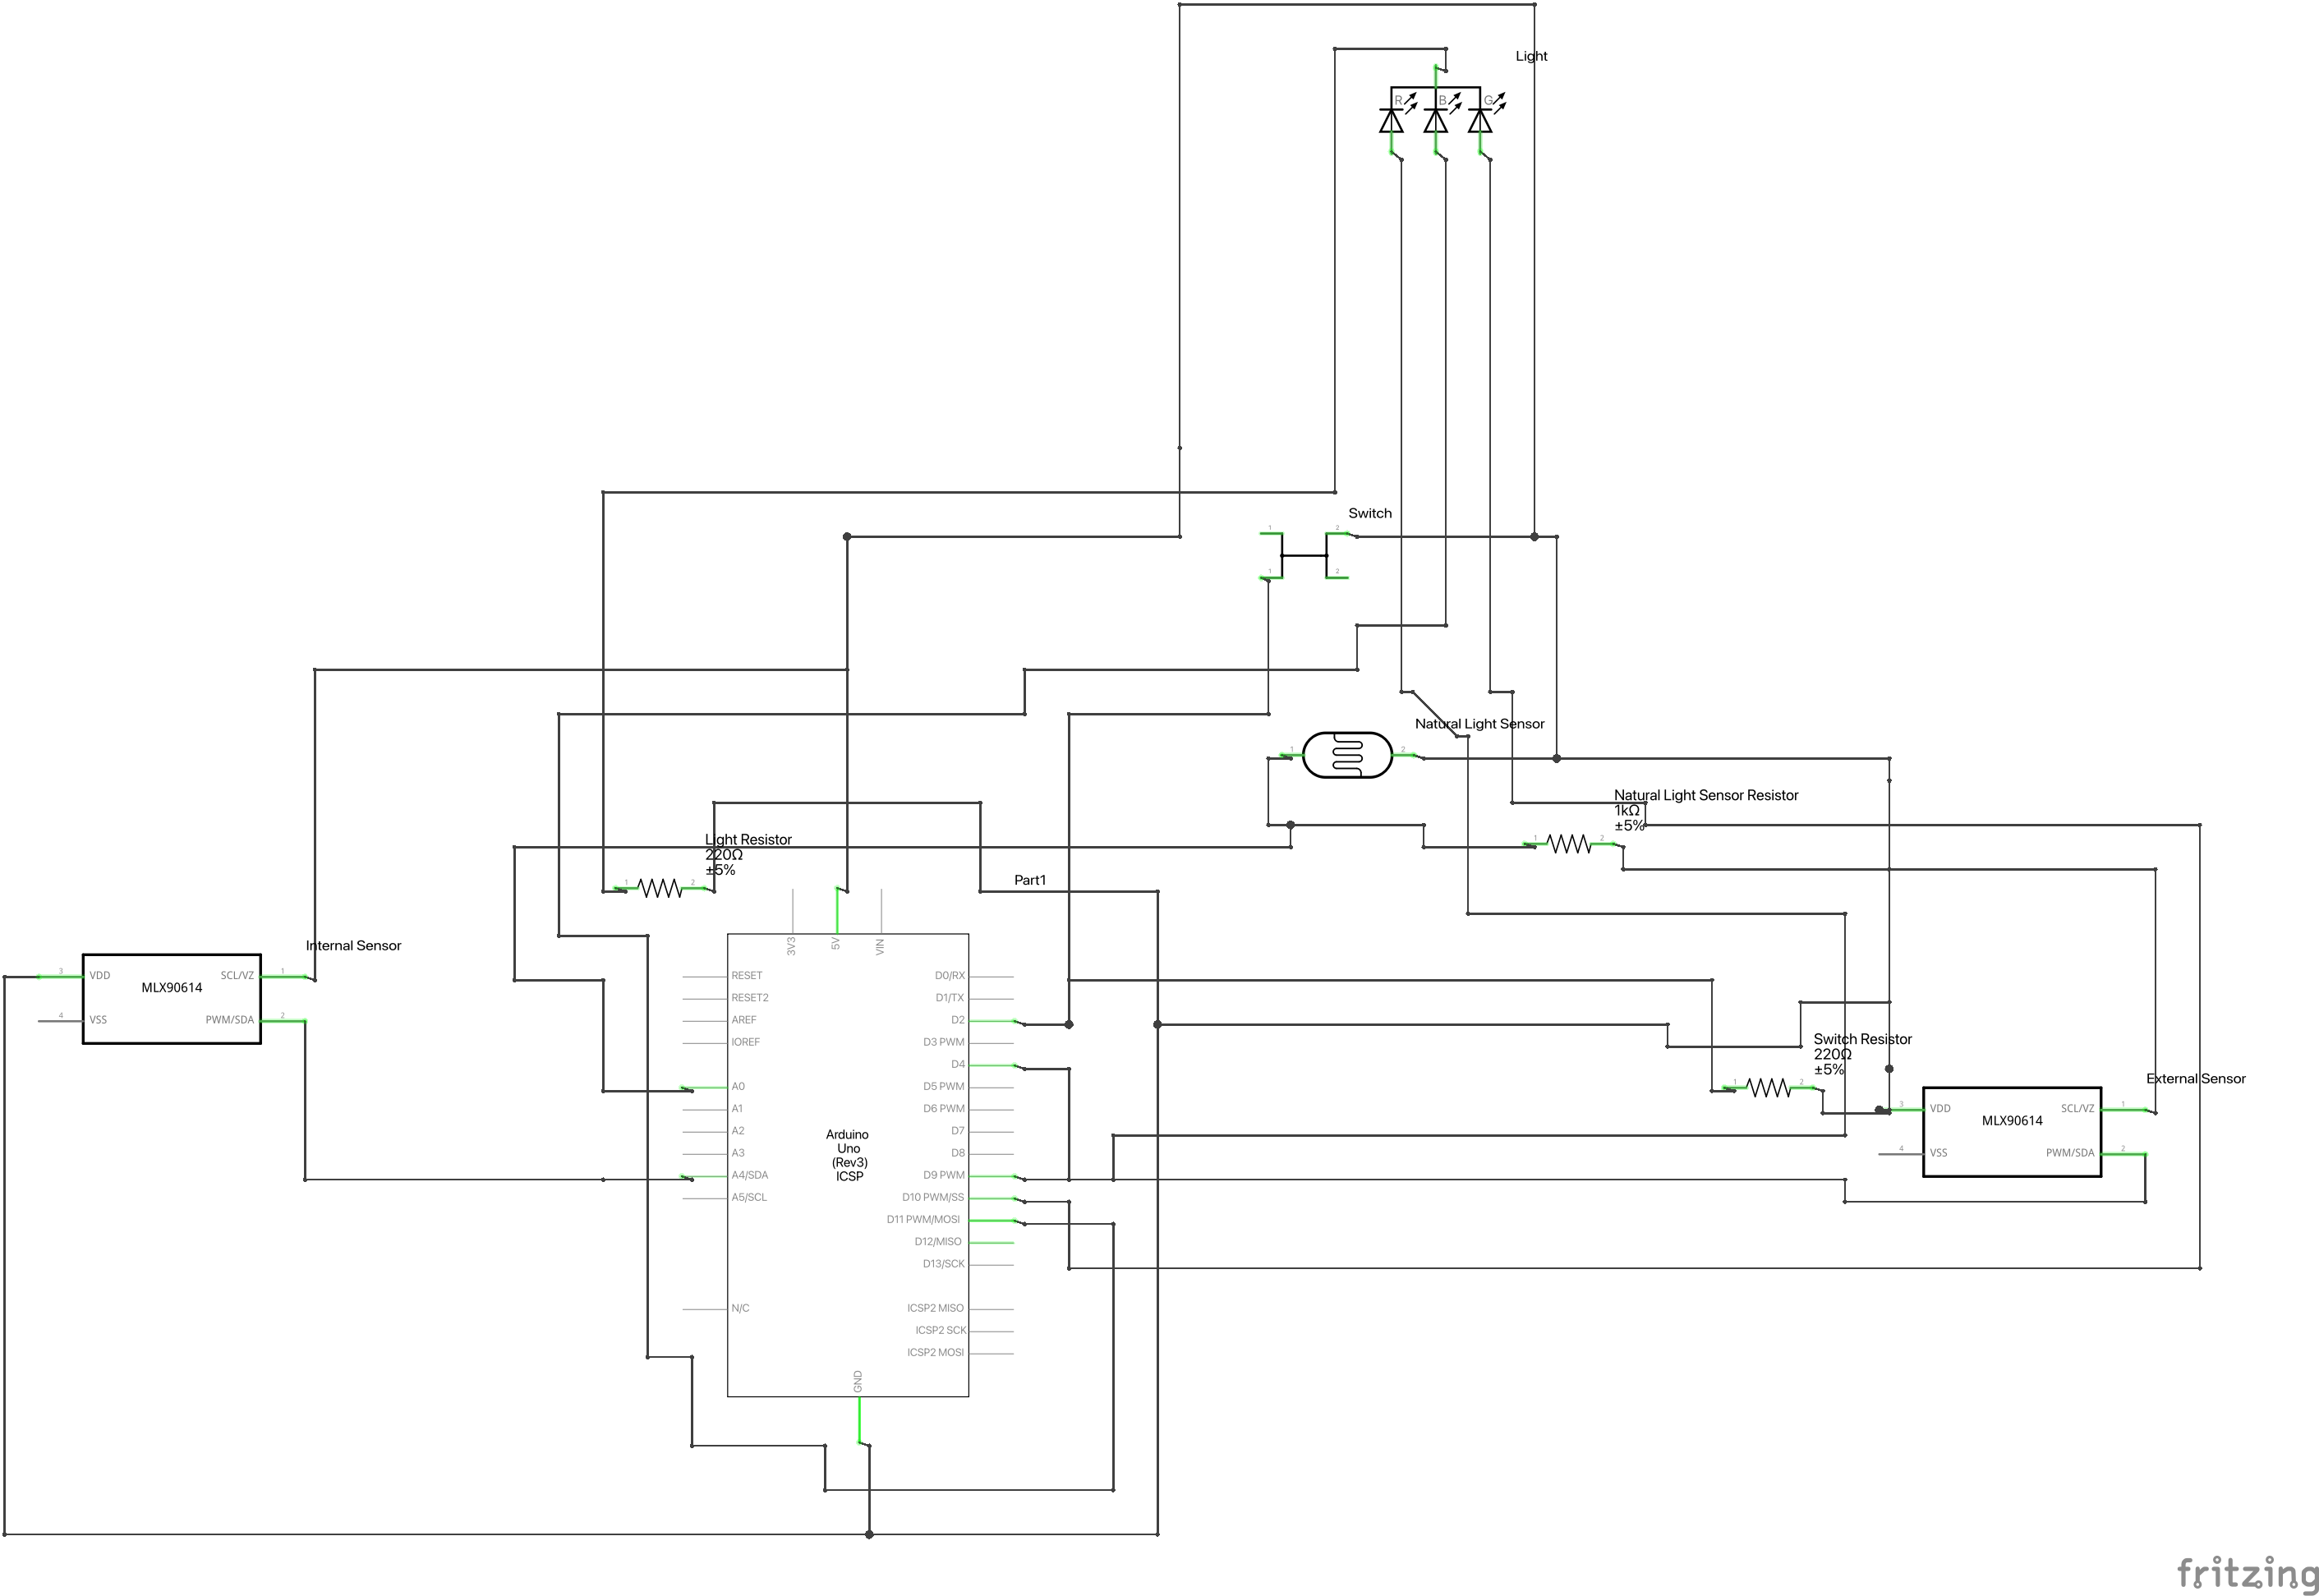 Light
R
B
G
Switch
1
2
1
2
Natural Light Sensor
1
2
Natural Light Sensor Resistor
1kΩ
±5%
1
2
Light Resistor
220Ω
±5%
1
2
Part1
3V3
5V
VIN
Internal Sensor
3
VDD
SCL/VZ
1
MLX90614
4
VSS
PWM/SDA
2
RESET
RESET2
AREF
IOREF
A0
A1
A2
A3
A4/SDA
A5/SCL
N/C
Arduino
Uno
(Rev3)
ICSP
D0/RX
D1/TX
D2
D3 PWM
D4
D5 PWM
D6 PWM
D7
D8
D9 PWM
D10 PWM/SS
D11 PWM/MOSI
D12/MISO
D13/SCK
ICSP2 MISO
ICSP2 SCK
ICSP2 MOSI
GND
Switch Resistor
220Ω
±5%
1
2
External Sensor
3
VDD
SCL/VZ
1
MLX90614
4
VSS
PWM/SDA
2
fritzing